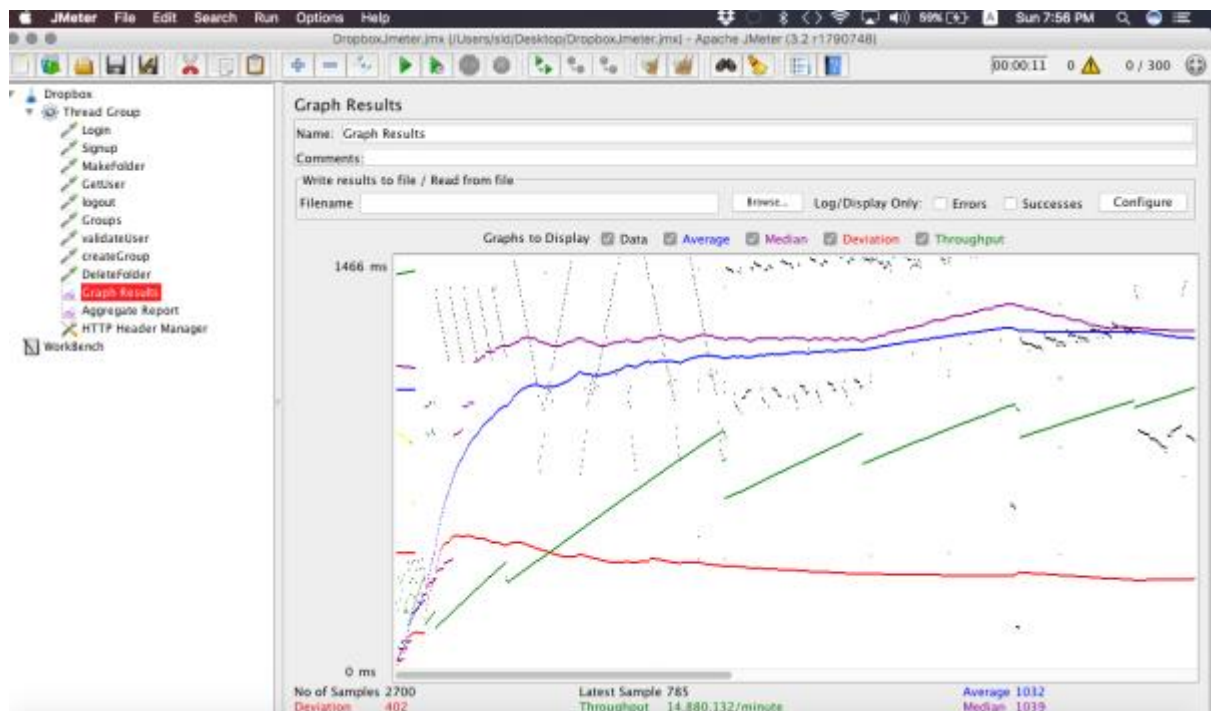 JMeter File Edit Search Run Options Help 59% Sun 7:56 PM
DropboxJmeter.jmx (/Users/sid/Desktop/DropboxJmeter.jmx) - Apache JMeter (3.2 r1790748)
00:00:11 0 0 / 300
Dropbox
Thread Group
Login
Signup
MakeFolder
GetUser
logout
Groups
validateUser
createGroup
DeleteFolder
Graph Results
Aggregate Report
HTTP Header Manager
WorkBench
Graph Results
Name: Graph Results
Comments:
Write results to file / Read from file
Filename Browse... Log/Display Only: Errors Successes Configure
Graphs to Display Data Average Median Deviation Throughput
1466 ms
0 ms
No of Samples 2700 Latest Sample 785 Average 1032
Deviation 402 Throughput 14,880.132/minute Median 1039